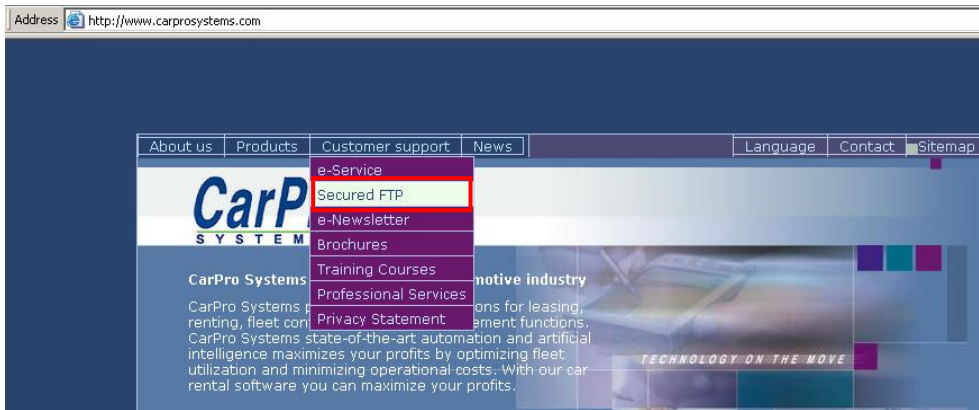 Address http://www.carprosystems.com
About us Products Customer support News Language Contact Sitemap
e-Service
Secured FTP
e-Newsletter
Brochures
Training Courses
Professional Services
Privacy Statement
CarP
SYSTEM
CarPro Systems motive industry
CarPro Systems p ons for leasing,
renting, fleet con ement functions.
CarPro Systems state-of-the-art automation and artificial
intelligence maximizes your profits by optimizing fleet
utilization and minimizing operational costs. With our car
rental software you can maximize your profits.
TECHNOLOGY ON THE MOVE